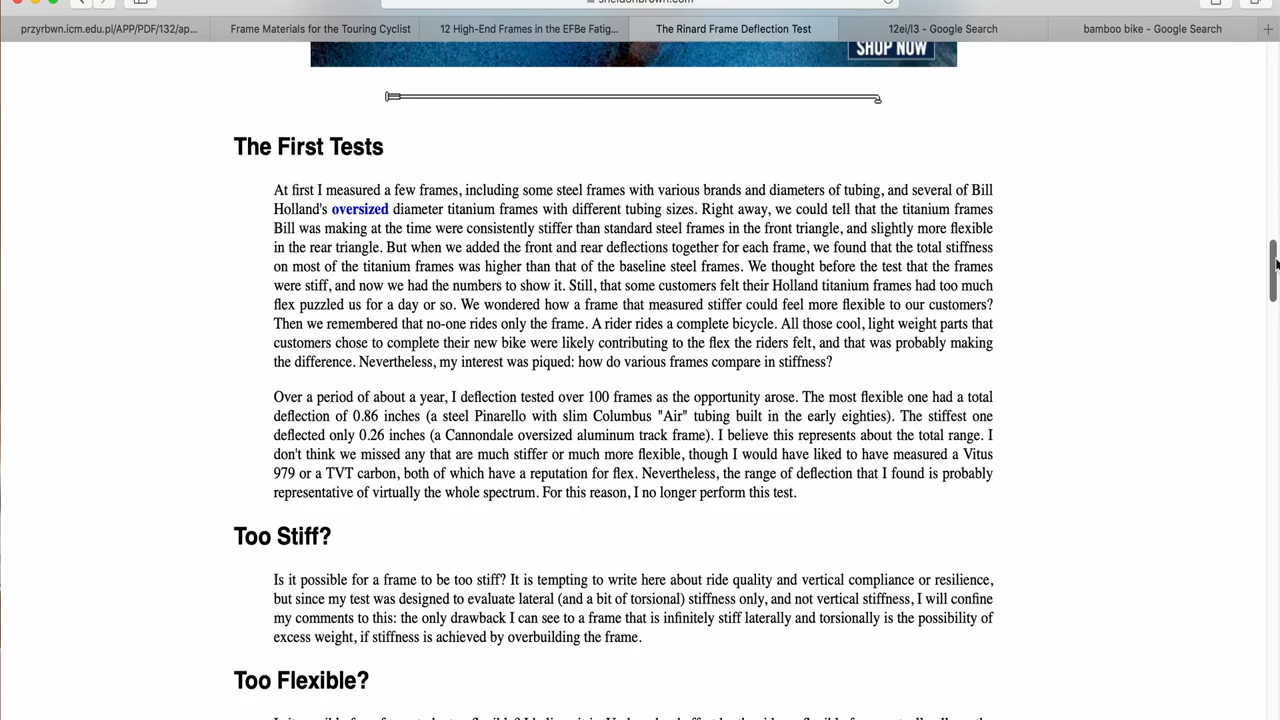 sheldonbrown.com
przyrbwn.icm.edu.pl/APP/PDF/132/ap...
Frame Materials for the Touring Cyclist
12 High-End Frames in the EFBe Fatig...
The Rinard Frame Deflection Test
12ei/l3 - Google Search
bamboo bike - Google Search
SHOP NOW
The First Tests
At first I measured a few frames, including some steel frames with various brands and diameters of tubing, and several of Bill
Holland's oversized diameter titanium frames with different tubing sizes. Right away, we could tell that the titanium frames
Bill was making at the time were consistently stiffer than standard steel frames in the front triangle, and slightly more flexible
in the rear triangle. But when we added the front and rear deflections together for each frame, we found that the total stiffness
on most of the titanium frames was higher than that of the baseline steel frames. We thought before the test that the frames
were stiff, and now we had the numbers to show it. Still, that some customers felt their Holland titanium frames had too much
flex puzzled us for a day or so. We wondered how a frame that measured stiffer could feel more flexible to our customers?
Then we remembered that no-one rides only the frame. A rider rides a complete bicycle. All those cool, light weight parts that
customers chose to complete their new bike were likely contributing to the flex the riders felt, and that was probably making
the difference. Nevertheless, my interest was piqued: how do various frames compare in stiffness?
Over a period of about a year, I deflection tested over 100 frames as the opportunity arose. The most flexible one had a total
deflection of 0.86 inches (a steel Pinarello with slim Columbus "Air" tubing built in the early eighties). The stiffest one
deflected only 0.26 inches (a Cannondale oversized aluminum track frame). I believe this represents about the total range. I
don't think we missed any that are much stiffer or much more flexible, though I would have liked to have measured a Vitus
979 or a TVT carbon, both of which have a reputation for flex. Nevertheless, the range of deflection that I found is probably
representative of virtually the whole spectrum. For this reason, I no longer perform this test.
Too Stiff?
Is it possible for a frame to be too stiff? It is tempting to write here about ride quality and vertical compliance or resilience,
but since my test was designed to evaluate lateral (and a bit of torsional) stiffness only, and not vertical stiffness, I will confine
my comments to this: the only drawback I can see to a frame that is infinitely stiff laterally and torsionally is the possibility of
excess weight, if stiffness is achieved by overbuilding the frame.
Too Flexible?